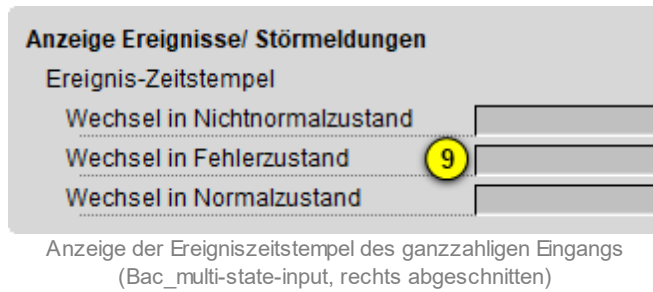 Anzeige Ereignisse/ Störmeldungen
Ereignis-Zeitstempel
Wechsel in Nichtnormalzustand
Wechsel in Fehlerzustand 9
Wechsel in Normalzustand
Anzeige der Ereigniszeitstempel des ganzzahligen Eingangs
(Bac_multi-state-input, rechts abgeschnitten)